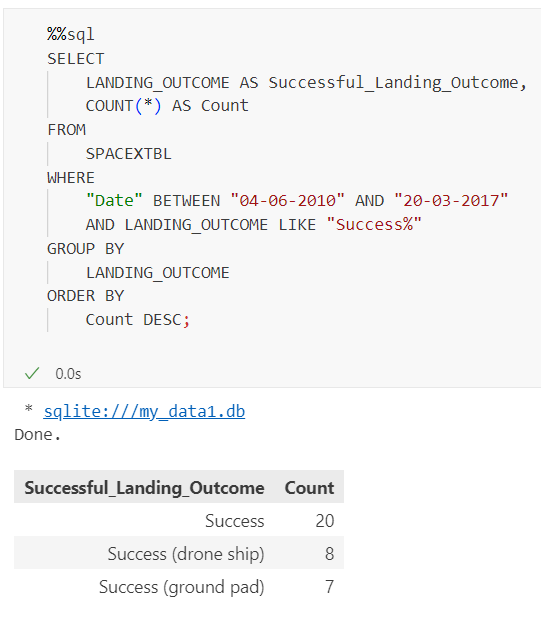 %%sql
SELECT
LANDING_OUTCOME AS Successful_Landing_Outcome,
COUNT(*) AS Count
FROM
SPACEXTBL
WHERE
"Date" BETWEEN "04-06-2010" AND "20-03-2017"
AND LANDING_OUTCOME LIKE "Success%"
GROUP BY
LANDING_OUTCOME
ORDER BY
Count DESC;
0.0s
* sqlite:///my_data1.db
Done.
Successful_Landing_Outcome Count
Success 20
Success (drone ship) 8
Success (ground pad) 7